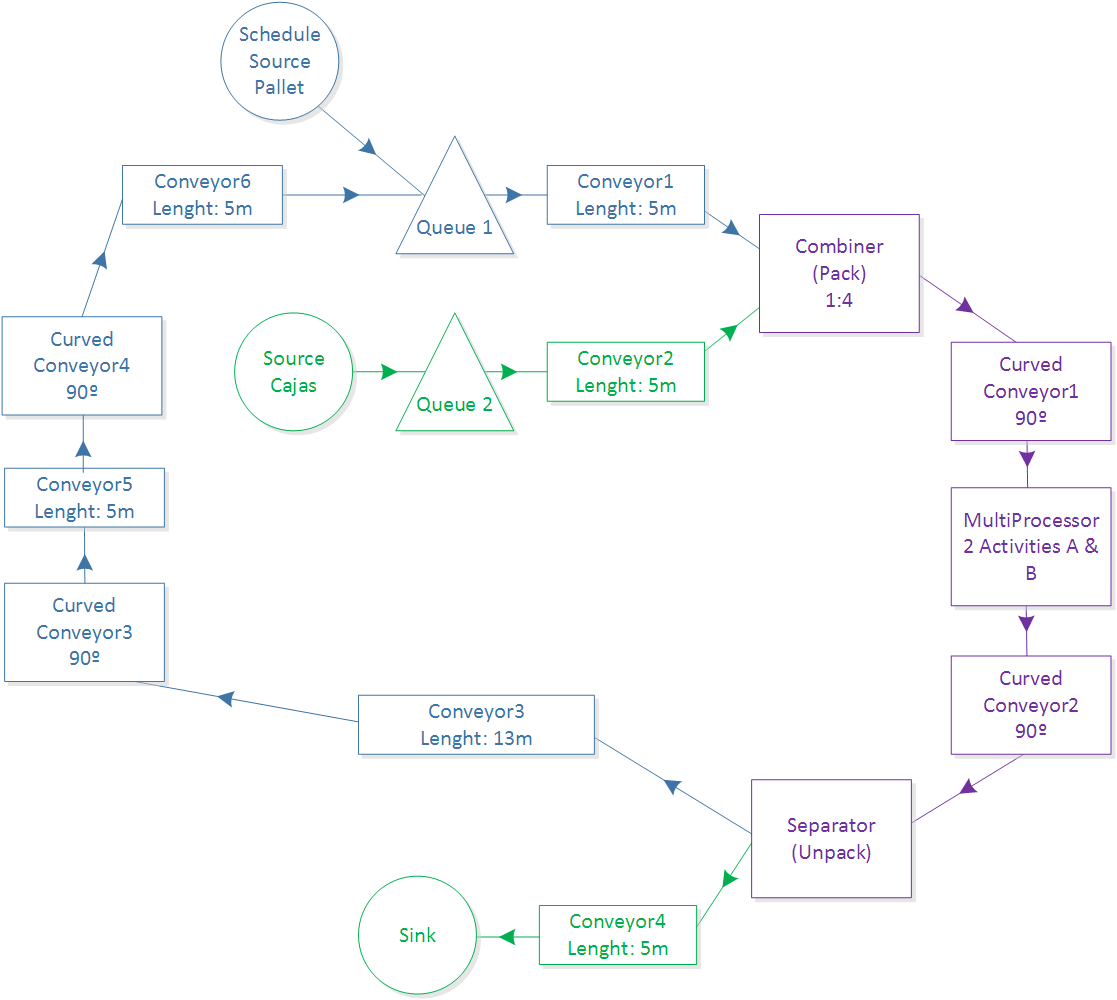 Schedule
Source
Pallet
Conveyor6
Lenght: 5m
Queue 1
Conveyor1
Lenght: 5m
Combiner
(Pack)
1:4
Curved
Conveyor4
90º
Source
Cajas
Queue 2
Conveyor2
Lenght: 5m
Curved
Conveyor1
90º
Conveyor5
Lenght: 5m
MultiProcessor
2 Activities A &
B
Curved
Conveyor3
90º
Curved
Conveyor2
90º
Conveyor3
Lenght: 13m
Separator
(Unpack)
Sink
Conveyor4
Lenght: 5m